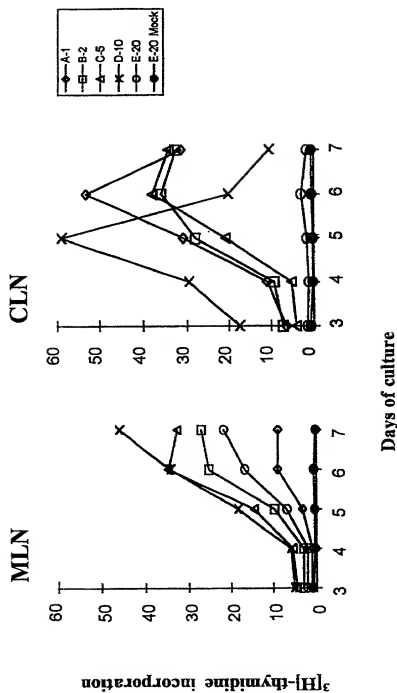 MLN
CLN
A-1
B-2
C-5
D-10
E-20
E-20 Mock
60
50
40
30
20
10
0
3
4
5
6
7
60
50
40
30
20
10
0
3
4
5
6
7
Days of culture
³[H]-thymidine incorporation